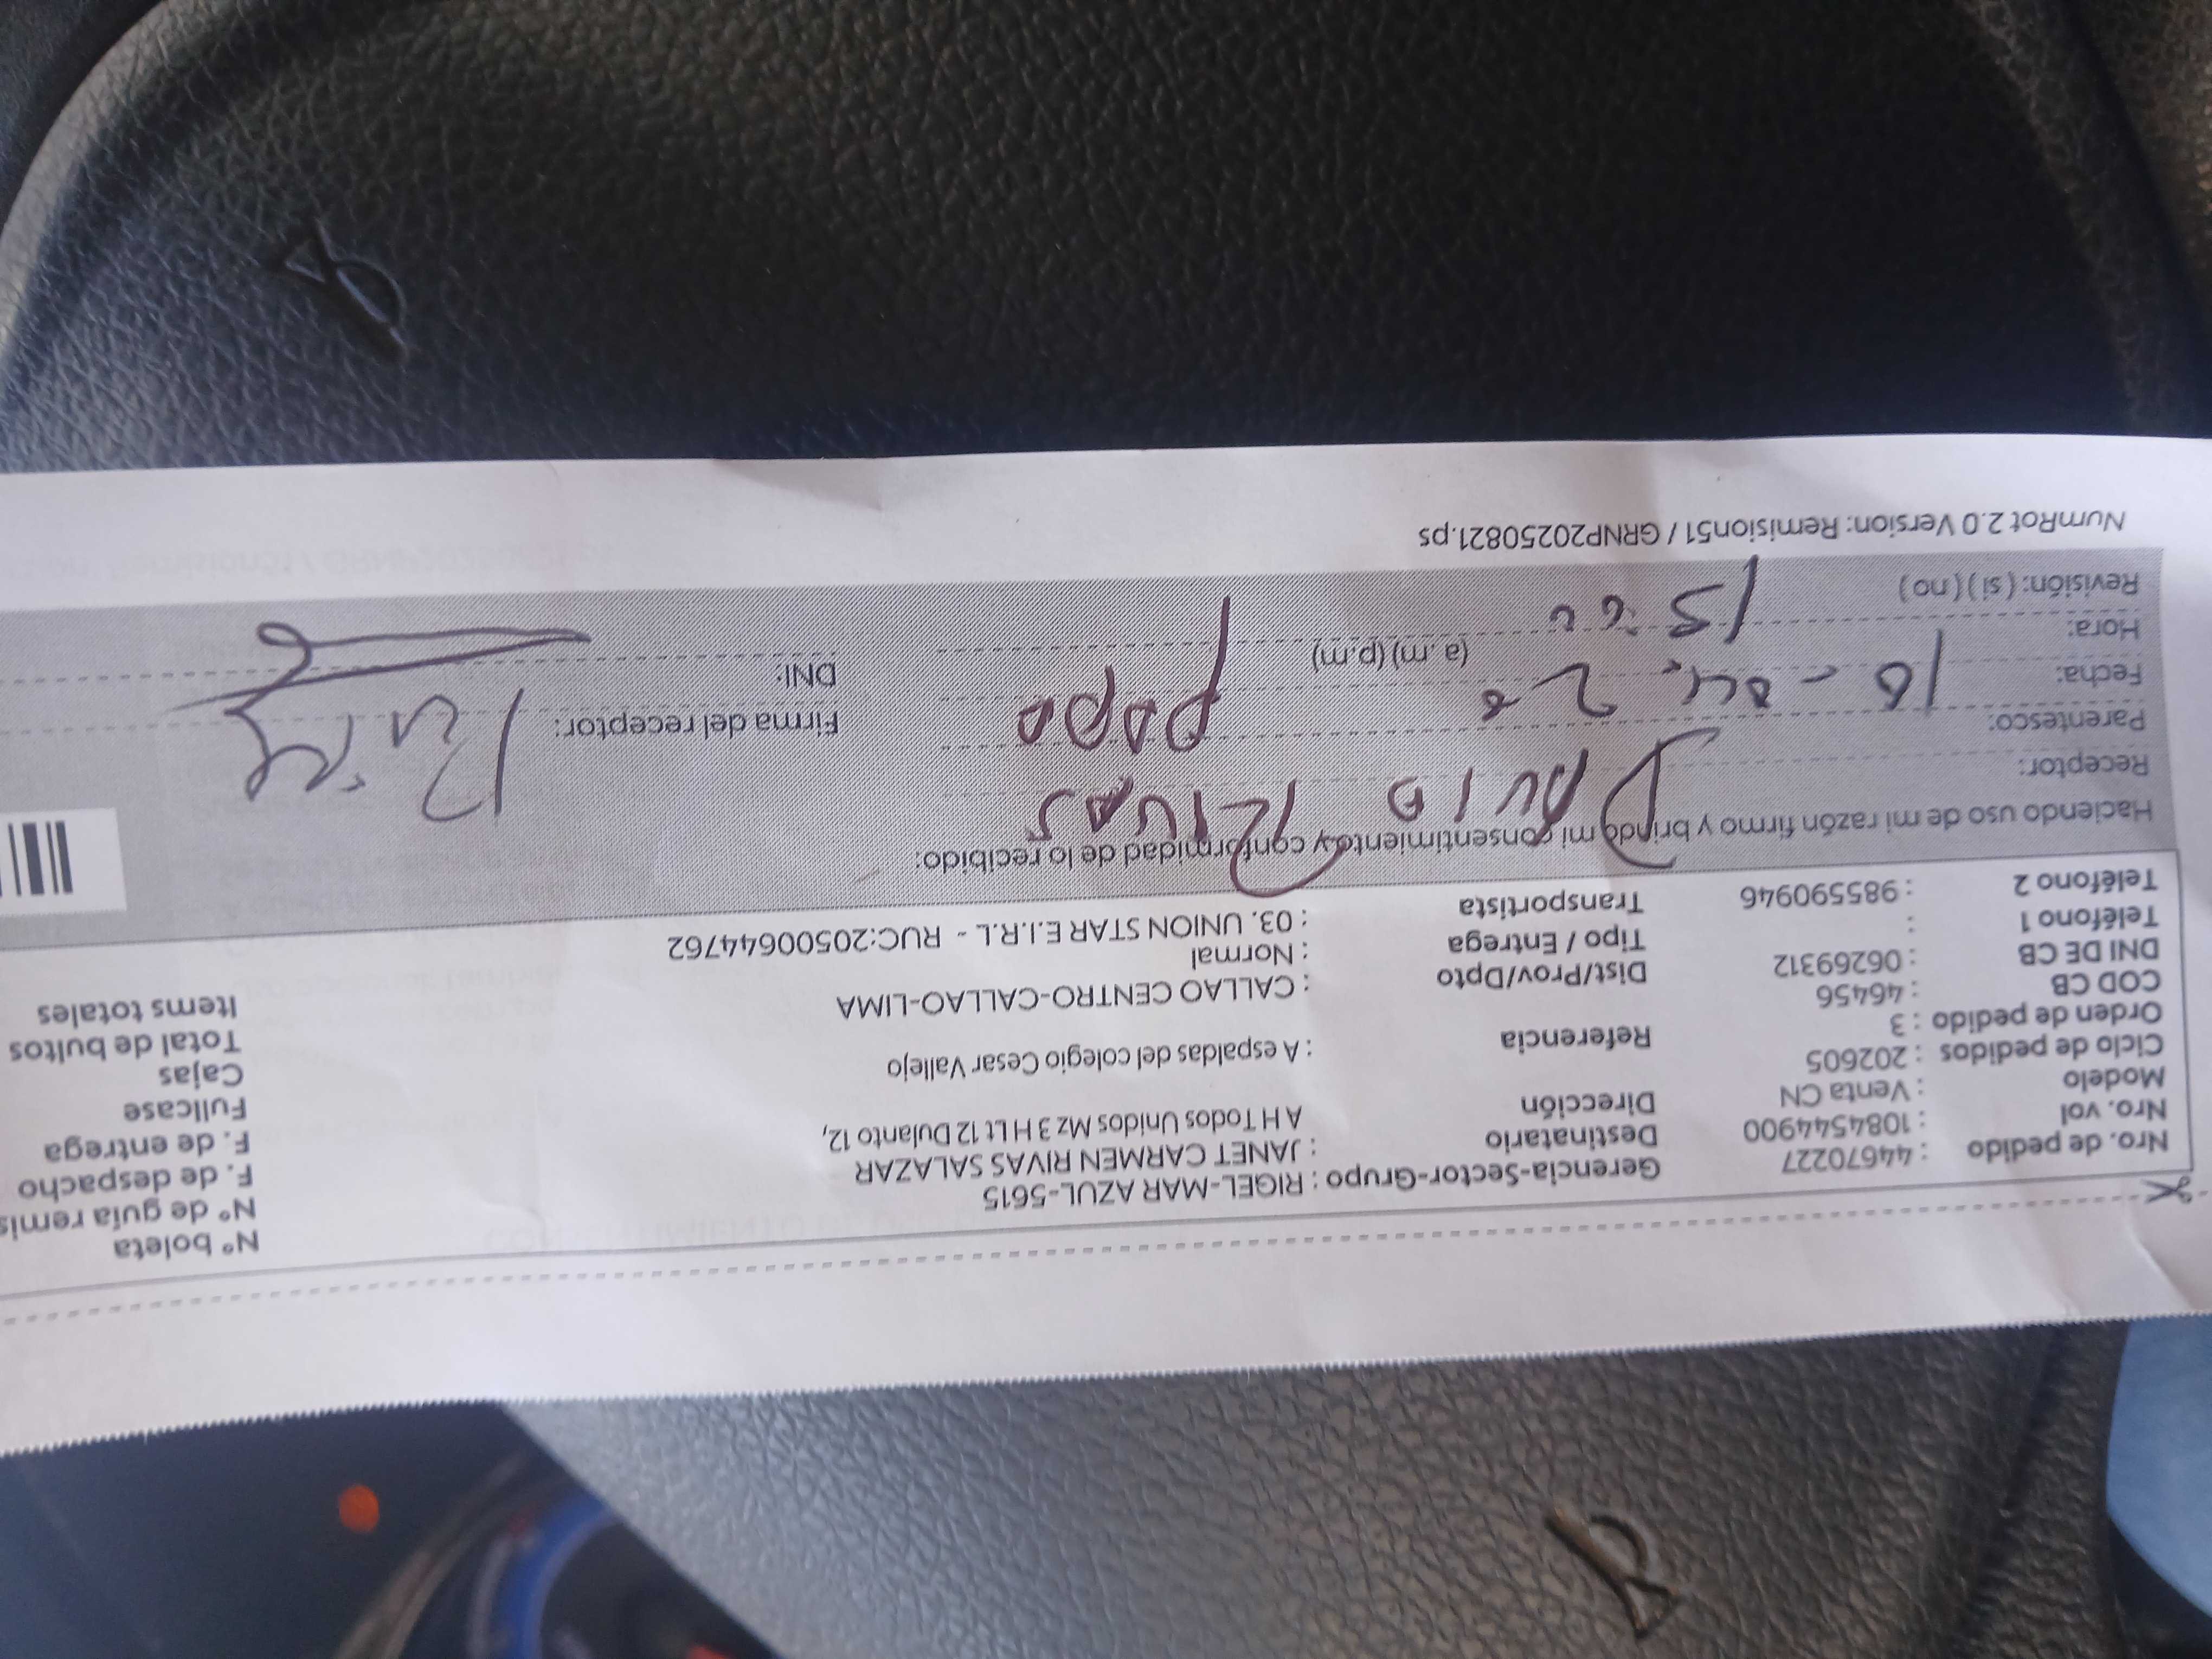 Nº boleta
Nro. de pedido : 44670227 Gerencia-Sector-Grupo : RIGEL-MAR AZUL-5615 Nº de guía
Nro. vol : 1084544900 Destinatario : JANET CARMEN RIVAS SALAZAR F. de despacho
Modelo : Venta CN Dirección A H Todos Unidos Mz 3 H Lt 12 Dulanto 12, F. de entrega
Ciclo de pedidos : 202605 Fullcase
Orden de pedido : 3 Referencia : A espaldas del colegio Cesar Vallejo Cajas
COD CB : 46456 Total de bultos
DNI DE CB : 06269312 Dist/Prov/Dpto : CALLAO CENTRO-CALLAO-LIMA Items totales
Teléfono 1 : Tipo / Entrega : Normal
Teléfono 2 : 985590946 Transportista : 03. UNION STAR E.I.R.L - RUC:20500644762
Haciendo uso de mi razón firmo y brindo mi consentimiento y conformidad de lo recibido:
Receptor: DAVID RIVAS
Parentesco: papa Firma del receptor:
Fecha: DNI:
Hora: (a.m) (p.m)
Revisión: ( si ) ( no )
NumRot 2.0 Version: Remision51 / GRNP20250821.ps